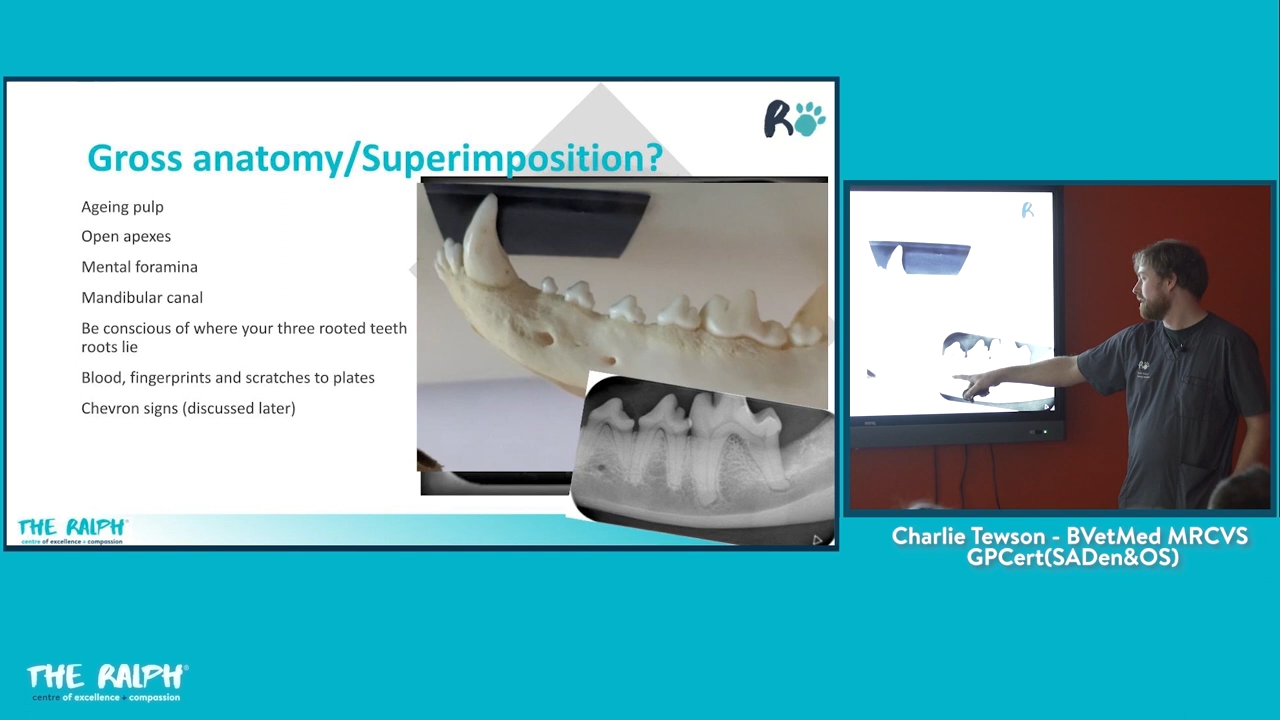 R
Gross anatomy/Superimposition?
Ageing pulp
Open apexes
Mental foramina
Mandibular canal
Be conscious of where your three rooted teeth
roots lie
Blood, fingerprints and scratches to plates
Chevron signs (discussed later)
THE RALPH®
centre of excellence + compassion
R
Charlie Tewson - BVetMed MRCVS
GPCert(SADen&OS)
THE RALPH®
centre of excellence + compassion